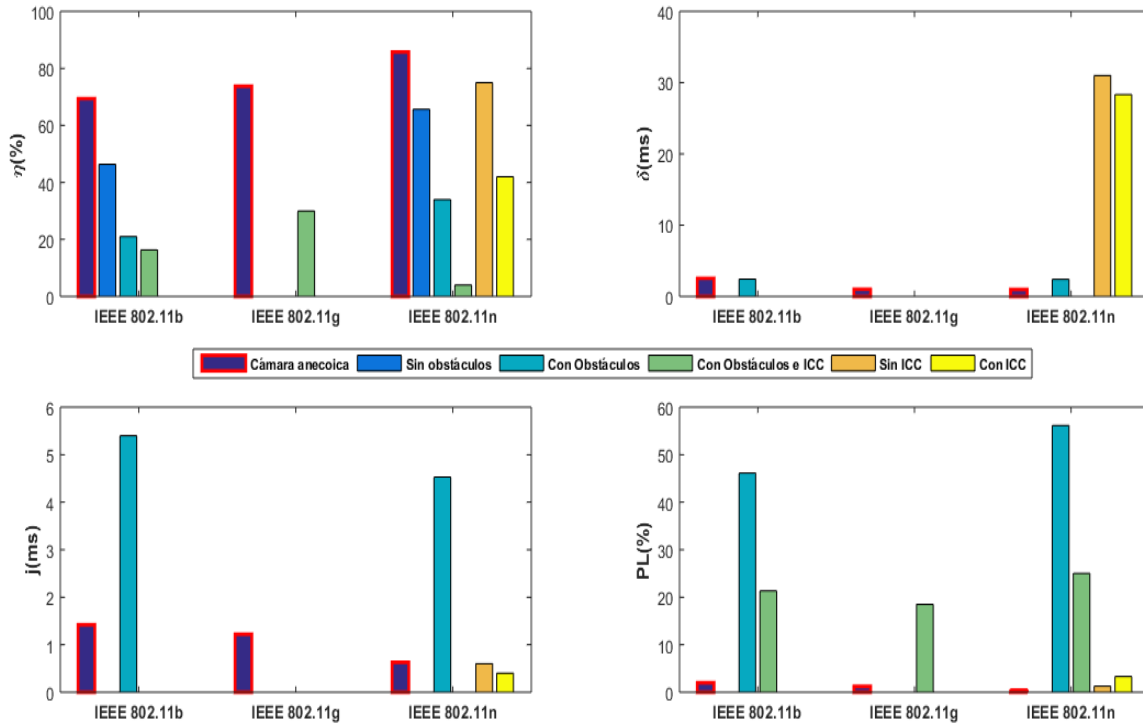 100
80
60
40
20
0
η(%)
IEEE 802.11b
IEEE 802.11g
IEEE 802.11n
40
30
20
10
0
δ(ms)
IEEE 802.11b
IEEE 802.11g
IEEE 802.11n
Cámara anecoica
Sin obstáculos
Con Obstáculos
Con Obstáculos e ICC
Sin ICC
Con ICC
6
5
4
3
2
1
0
j(ms)
IEEE 802.11b
IEEE 802.11g
IEEE 802.11n
60
50
40
30
20
10
0
PL(%)
IEEE 802.11b
IEEE 802.11g
IEEE 802.11n